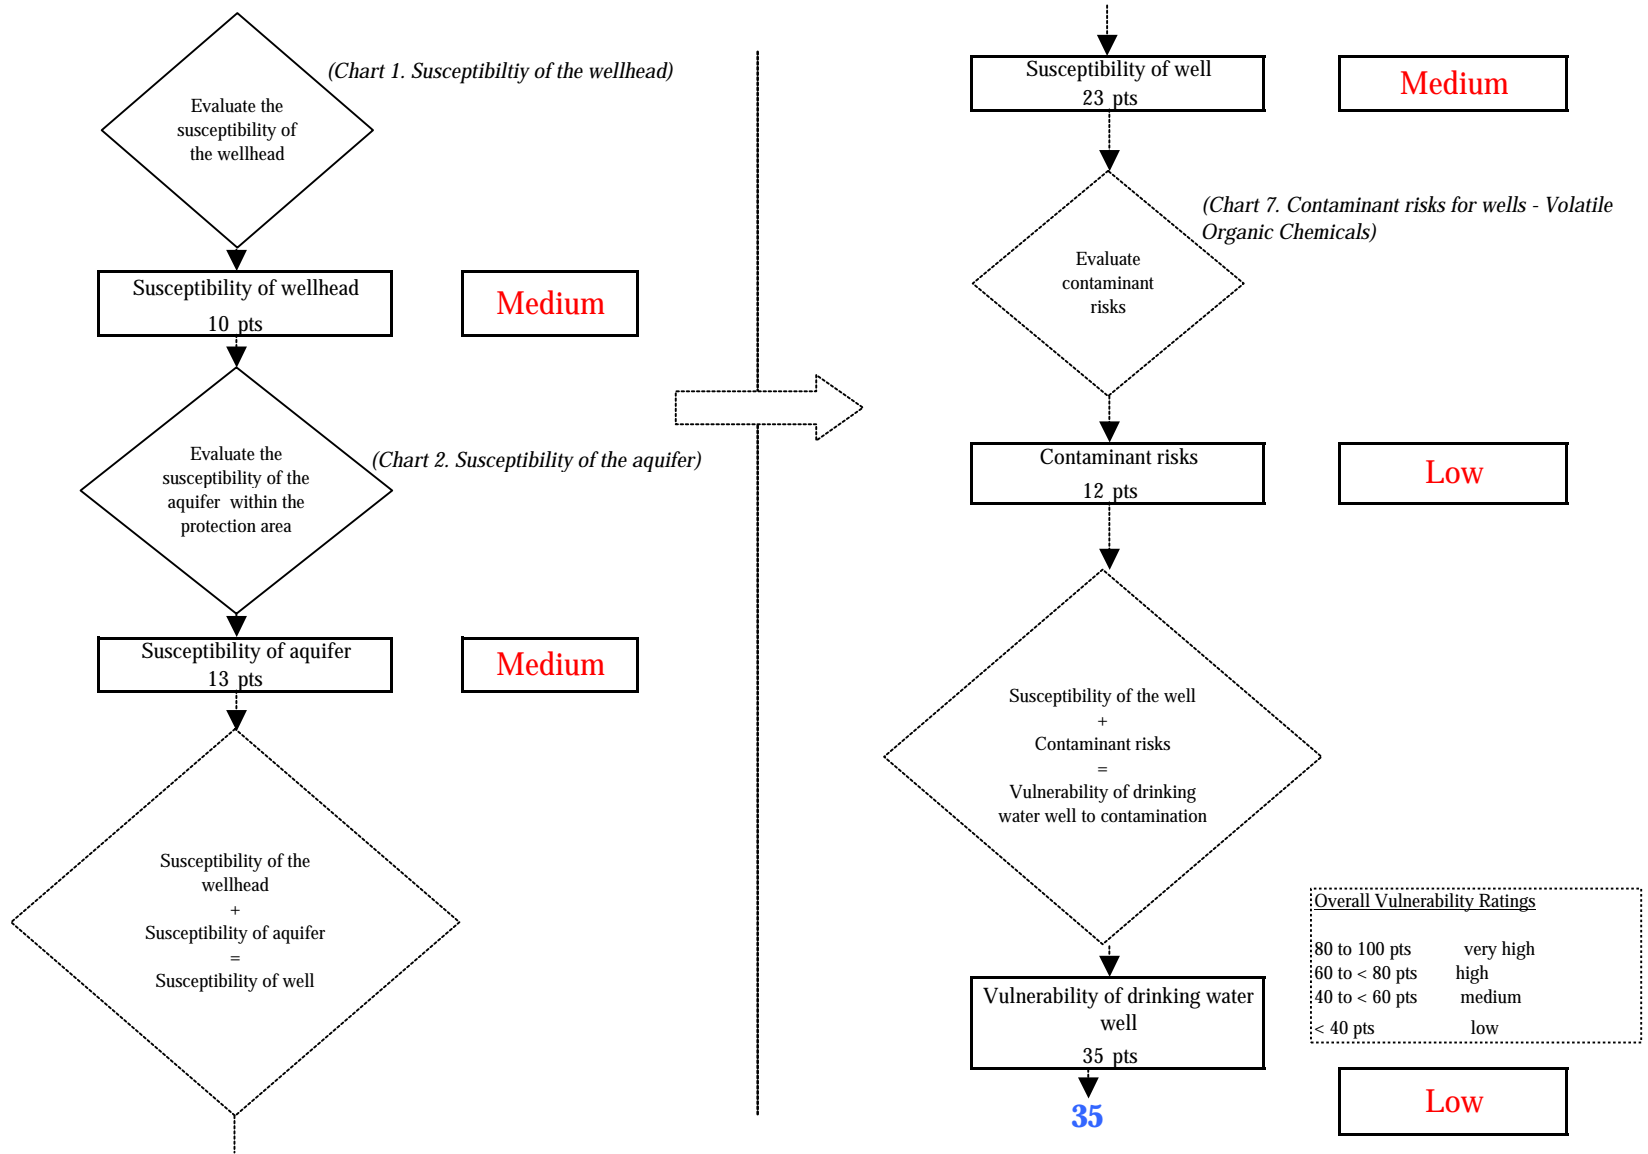 (Chart 1. Susceptibiltiy of the wellhead)
Evaluate the
susceptibility of
the wellhead
Susceptibility of wellhead
10 pts
Medium
Evaluate the
susceptibility of the
aquifer within the
protection area
(Chart 2. Susceptibility of the aquifer)
Susceptibility of aquifer
13 pts
Medium
Susceptibility of the
wellhead
+
Susceptibility of aquifer
=
Susceptibility of well
Susceptibility of well
23 pts
Medium
(Chart 7. Contaminant risks for wells - Volatile
Organic Chemicals)
Evaluate
contaminant
risks
Contaminant risks
12 pts
Low
Susceptibility of the well
+
Contaminant risks
=
Vulnerability of drinking
water well to contamination
Overall Vulnerability Ratings
80 to 100 pts very high
60 to < 80 pts high
40 to < 60 pts medium
< 40 pts low
Vulnerability of drinking water
well
35 pts
35
Low